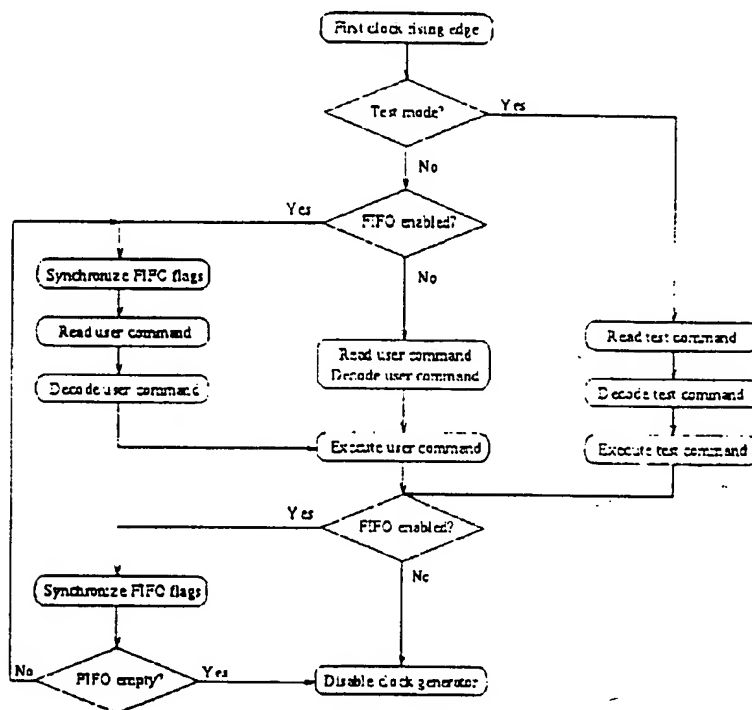 First clock rising edge
Test mode?
Yes
No
Yes
FIFO enabled?
Synchronize FIFO flags
No
Read user command
Read user command
Decode user command
Read test command
Decode user command
Decode test command
Execute user command
Execute test command
Yes
FIFO enabled?
No
Synchronize FIFO flags
No
FIFO empty?
Yes
Disable clock generator